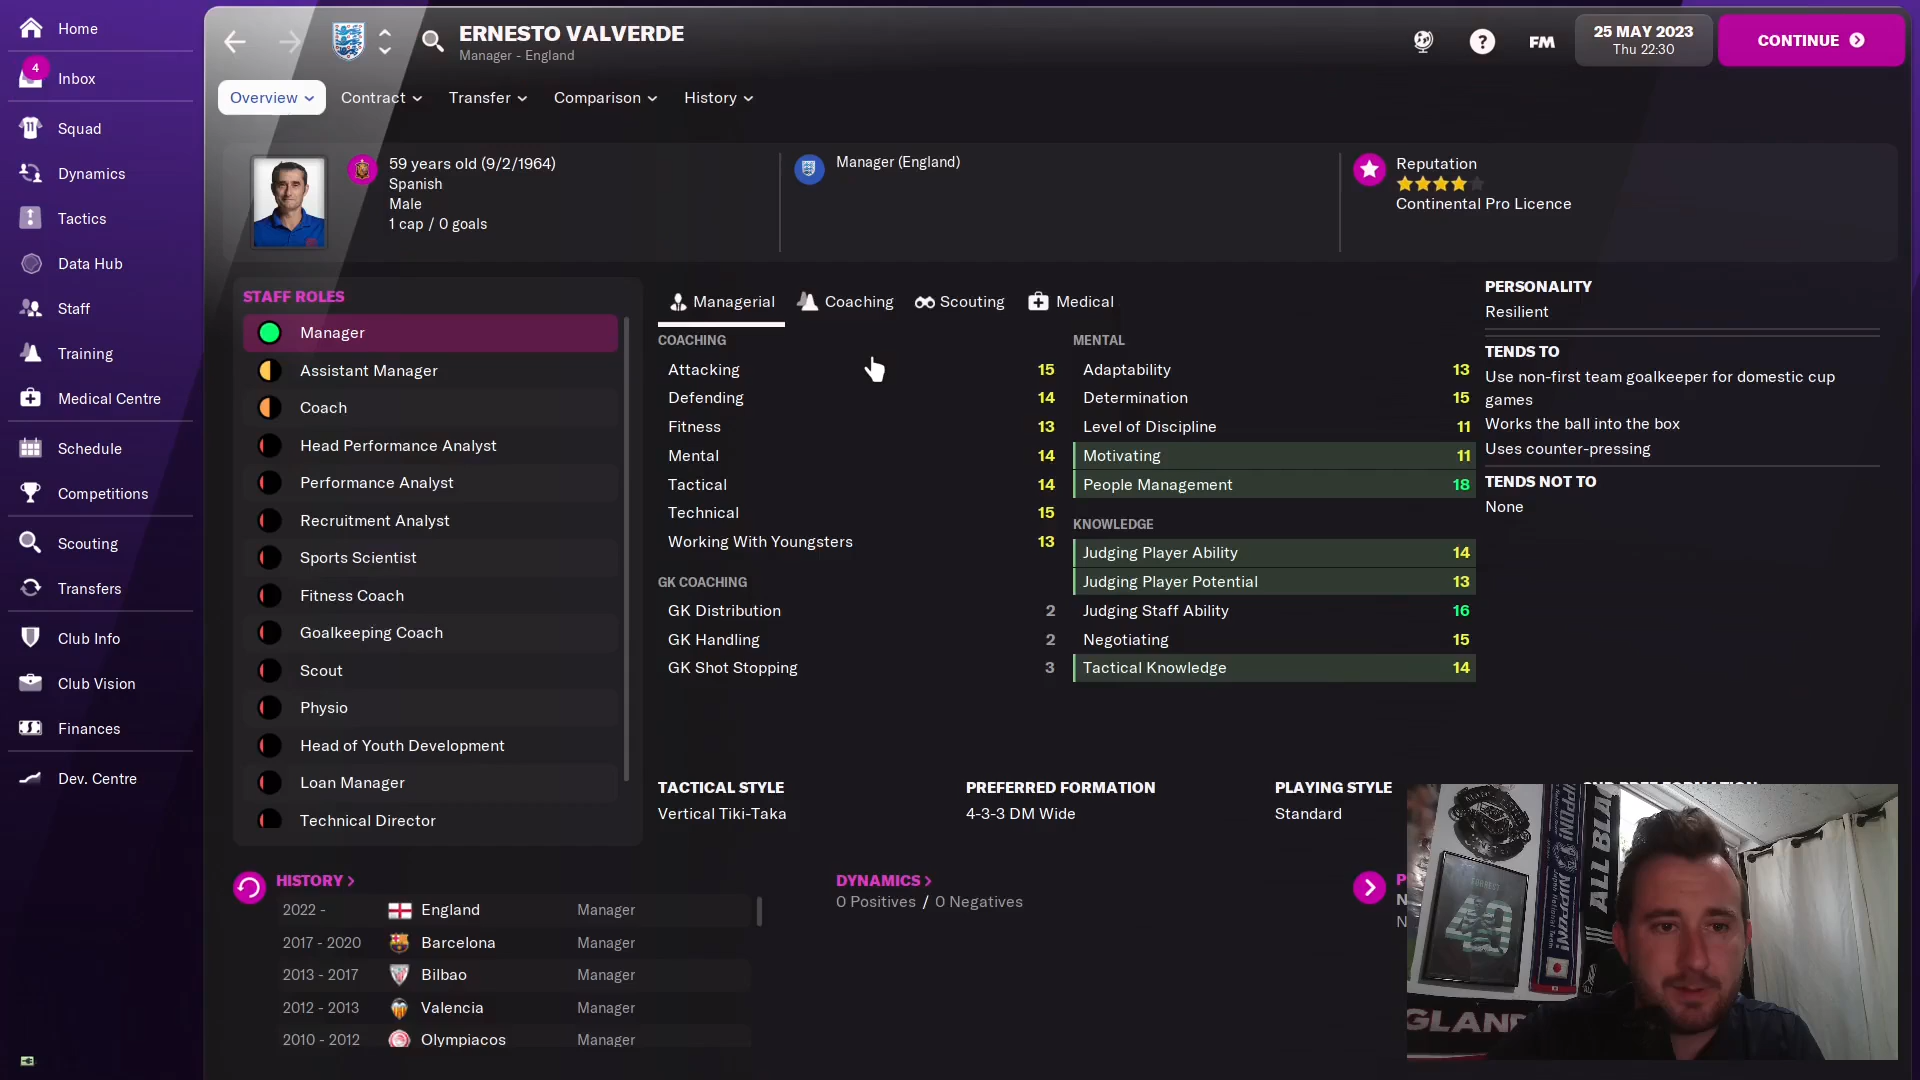 Home
4
Inbox
Squad
Dynamics
Tactics
Data Hub
Staff
Training
Medical Centre
Schedule
Competitions
Scouting
Transfers
Club Info
Club Vision
Finances
Dev. Centre
ERNESTO VALVERDE
Manager - England
?
FM
25 MAY 2023
Thu 22:30
CONTINUE
Overview
Contract
Transfer
Comparison
History
59 years old (9/2/1964)
Spanish
Male
1 cap / 0 goals
Manager (England)
Reputation
Continental Pro Licence
STAFF ROLES
Manager
Assistant Manager
Coach
Head Performance Analyst
Performance Analyst
Recruitment Analyst
Sports Scientist
Fitness Coach
Goalkeeping Coach
Scout
Physio
Head of Youth Development
Loan Manager
Technical Director
Managerial
Coaching
Scouting
Medical
COACHING
Attacking 15
Defending 14
Fitness 13
Mental 14
Tactical 14
Technical 15
Working With Youngsters 13
GK COACHING
GK Distribution 2
GK Handling 2
GK Shot Stopping 3
MENTAL
Adaptability 13
Determination 15
Level of Discipline 11
Motivating 11
People Management 18
KNOWLEDGE
Judging Player Ability 14
Judging Player Potential 13
Judging Staff Ability 16
Negotiating 15
Tactical Knowledge 14
PERSONALITY
Resilient
TENDS TO
Use non-first team goalkeeper for domestic cup
games
Works the ball into the box
Uses counter-pressing
TENDS NOT TO
None
TACTICAL STYLE
Vertical Tiki-Taka
PREFERRED FORMATION
4-3-3 DM Wide
PLAYING STYLE
Standard
HISTORY >
2022 - England Manager
2017 - 2020 Barcelona Manager
2013 - 2017 Bilbao Manager
2012 - 2013 Valencia Manager
2010 - 2012 Olympiacos Manager
DYNAMICS >
0 Positives / 0 Negatives
P
N
N
49
NIPPON!
ALL BLA
GLAN